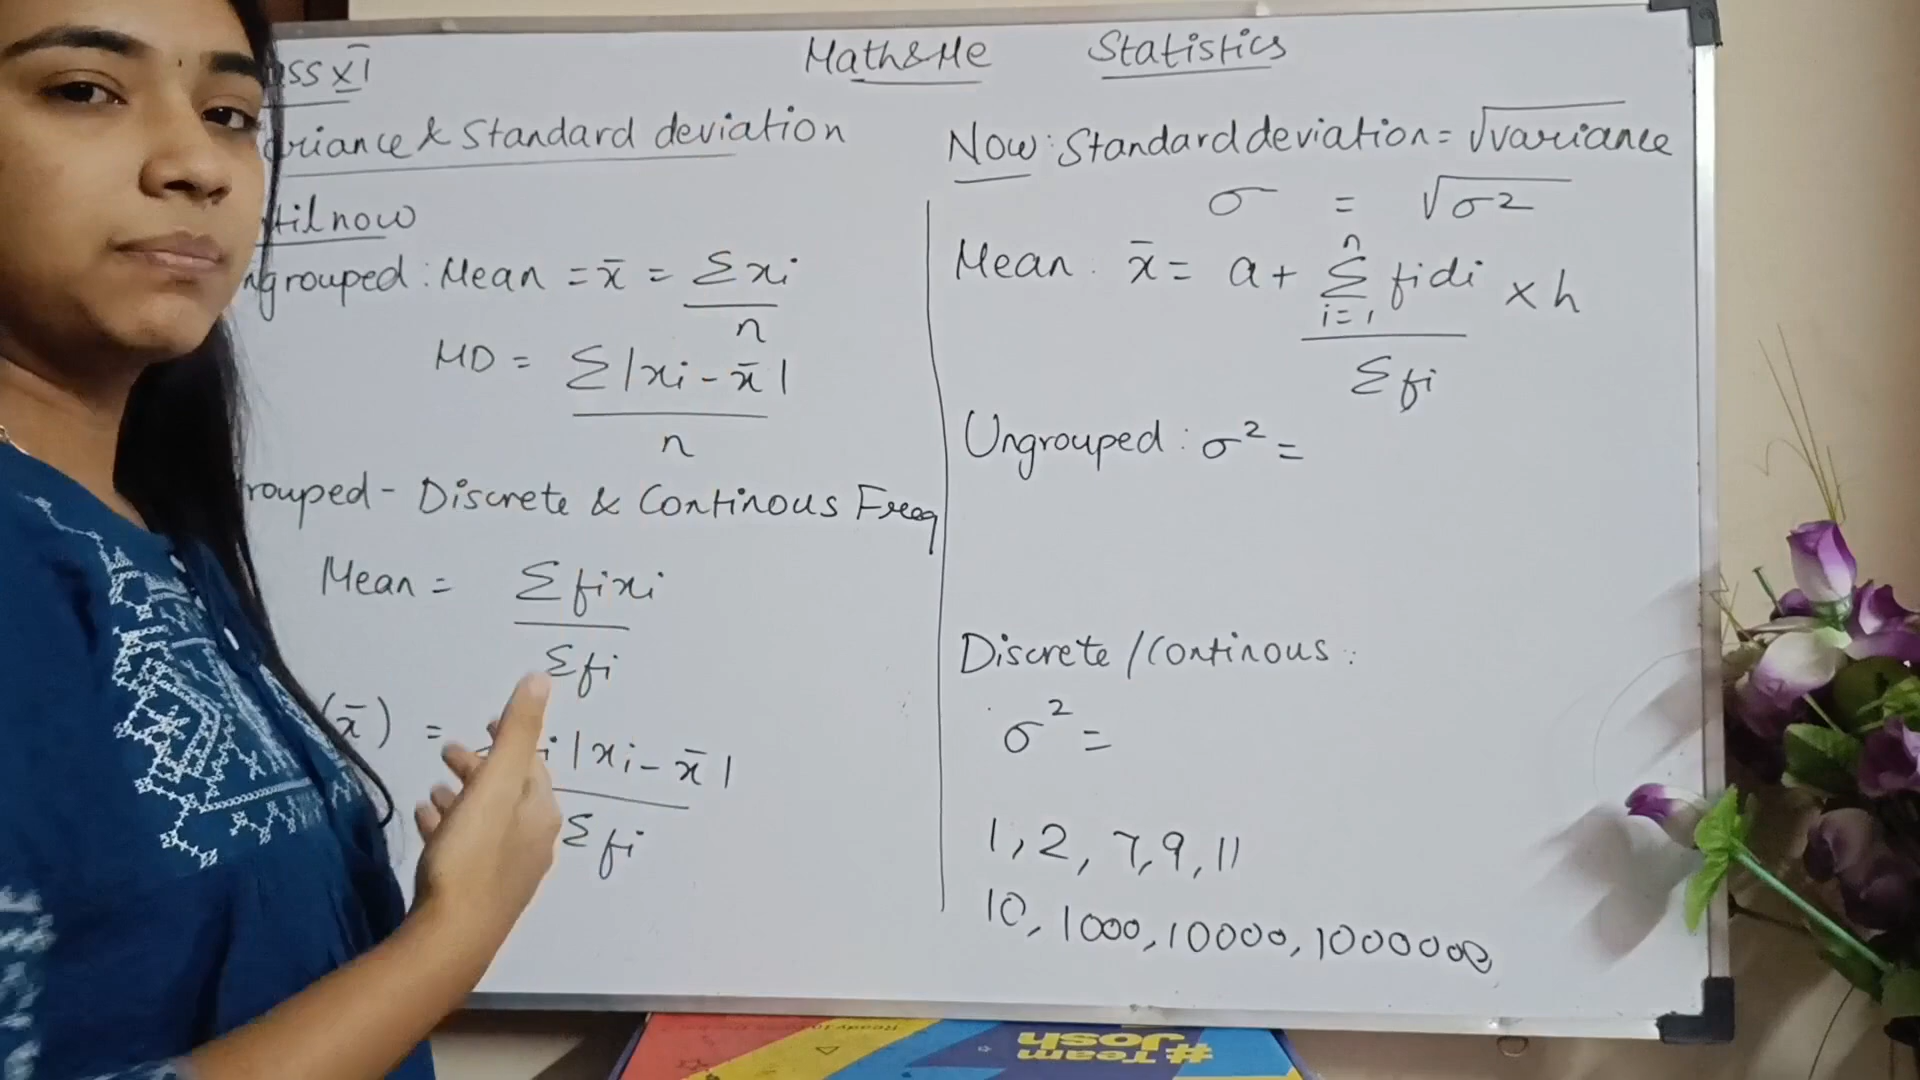 ss XI
Math&Me
Statistics
riance & Standard deviation
til now
ngrouped : Mean = x̄ = Σxi
n
MD = Σ|xi - x̄|
n
rouped - Discrete & Continous Freq
Mean = Σfixi
Σfi
(x̄) = i|xi - x̄|
Σfi
Now : Standard deviation = √variance
σ = √σ2
Mean : x̄ = a + n Σ i=1 fidi × h
Σfi
Ungrouped : σ² =
Discrete / Continous :
σ² =
1, 2, 7, 9, 11
10, 1000, 10000, 1000000
#Team
Josh